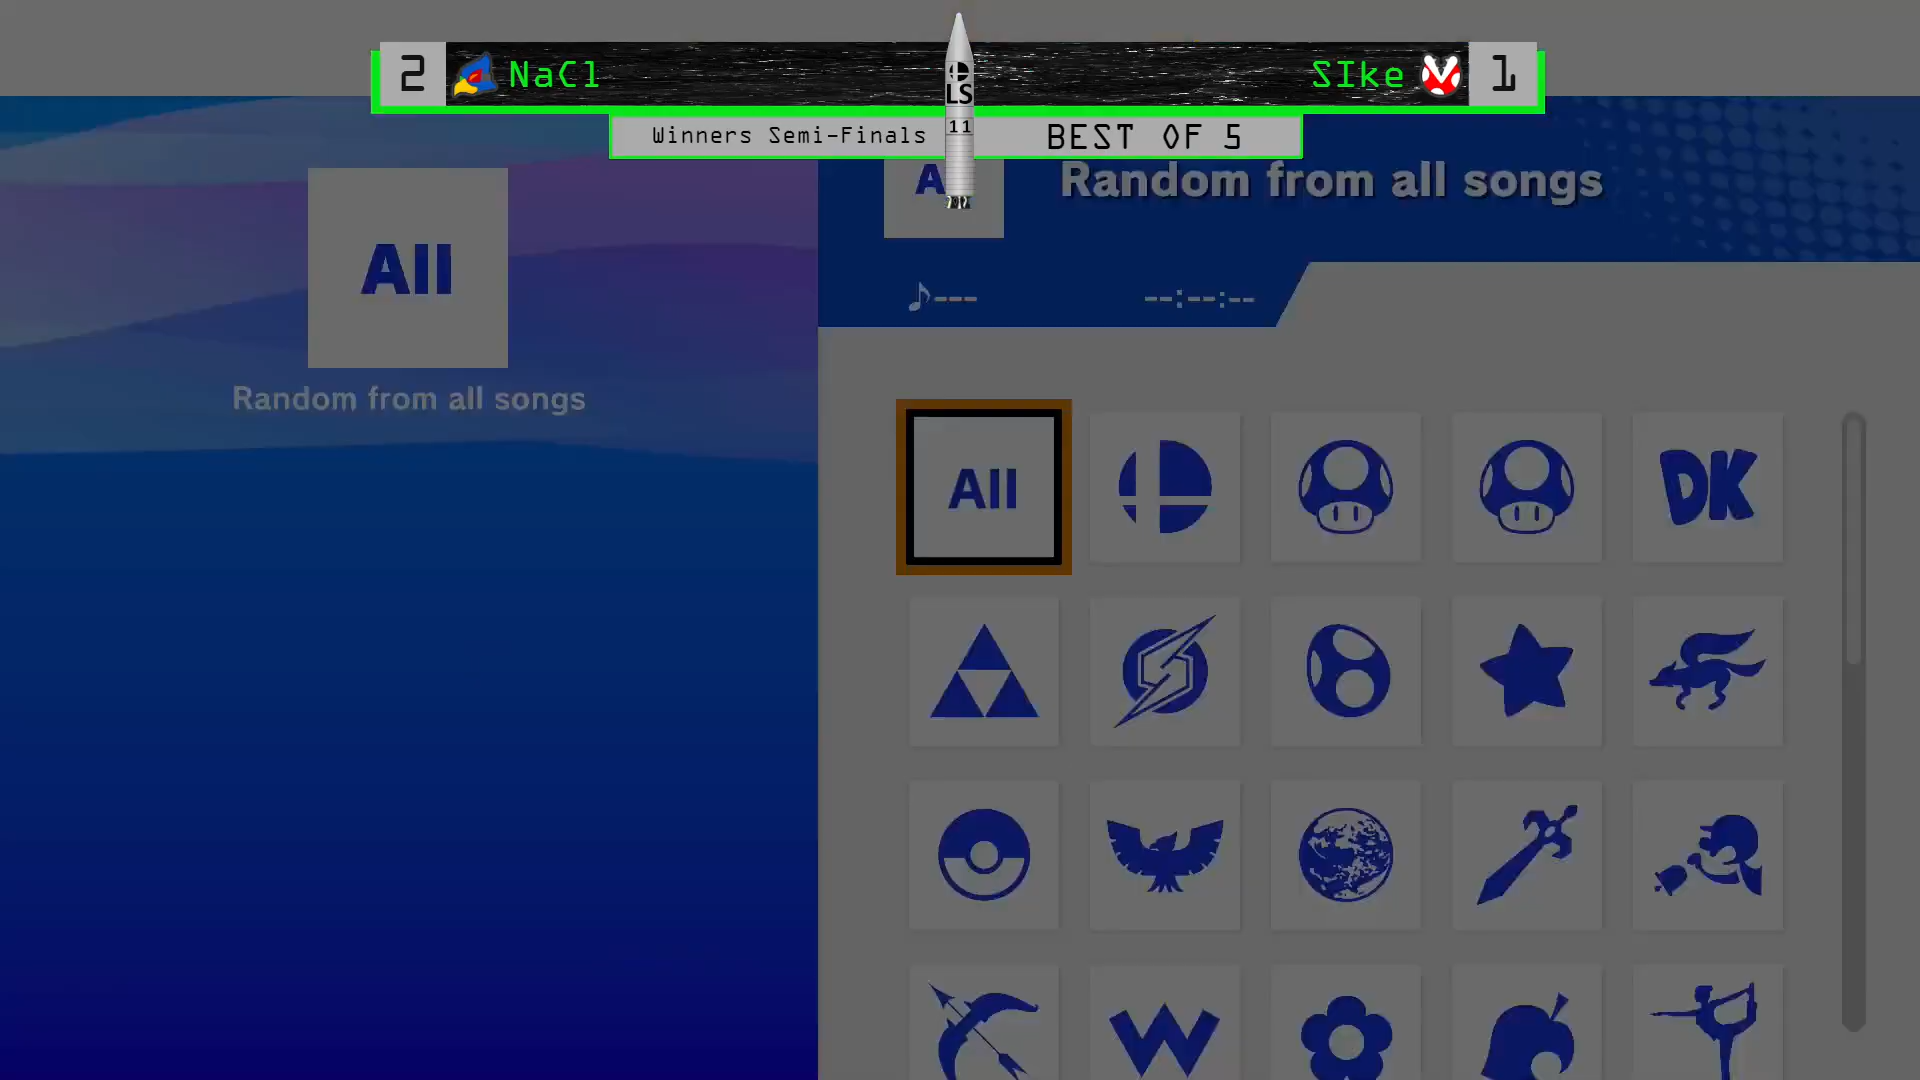 2 NaCl SIke 1
LS
Winners Semi-Finals 11 BEST OF 5
All
Random from all songs
Random from all songs
♪--- --:--:--
All DK